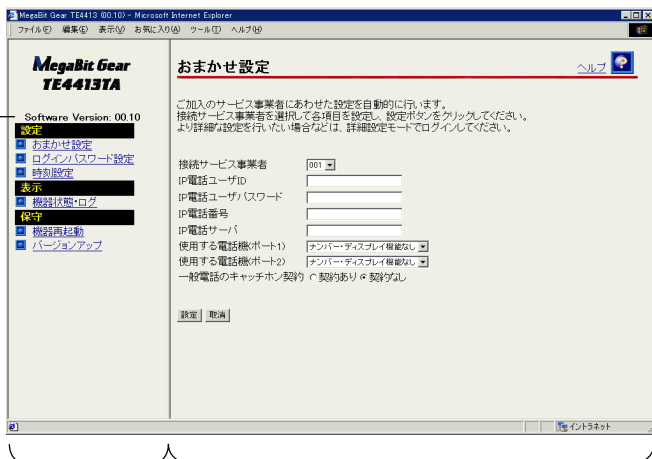 MegaBit Gear TE4413 (00.10) - Microsoft Internet Explorer
ファイル(F) 編集(E) 表示(V) お気に入り(A) ツール(T) ヘルプ(H)
MegaBit Gear
TE4413TA
Software Version: 00.10
設定
おまかせ設定
ログインパスワード設定
時刻設定
表示
機器状態・ログ
保守
機器再起動
バージョンアップ
おまかせ設定
ヘルプ
ご加入のサービス事業者にあわせた設定を自動的に行います。
接続サービス事業者を選択して各項目を設定し、設定ボタンをクリックしてください。
より詳細な設定を行いたい場合などは、詳細設定モードでログインしてください。
接続サービス事業者 001
IP電話ユーザID
IP電話ユーザパスワード
IP電話番号
IP電話サーバ
使用する電話機(ポート1) ナンバー・ディスプレイ機能なし
使用する電話機(ポート2) ナンバー・ディスプレイ機能なし
一般電話のキャッチホン契約 契約あり 契約なし
設定 取消
イントラネット